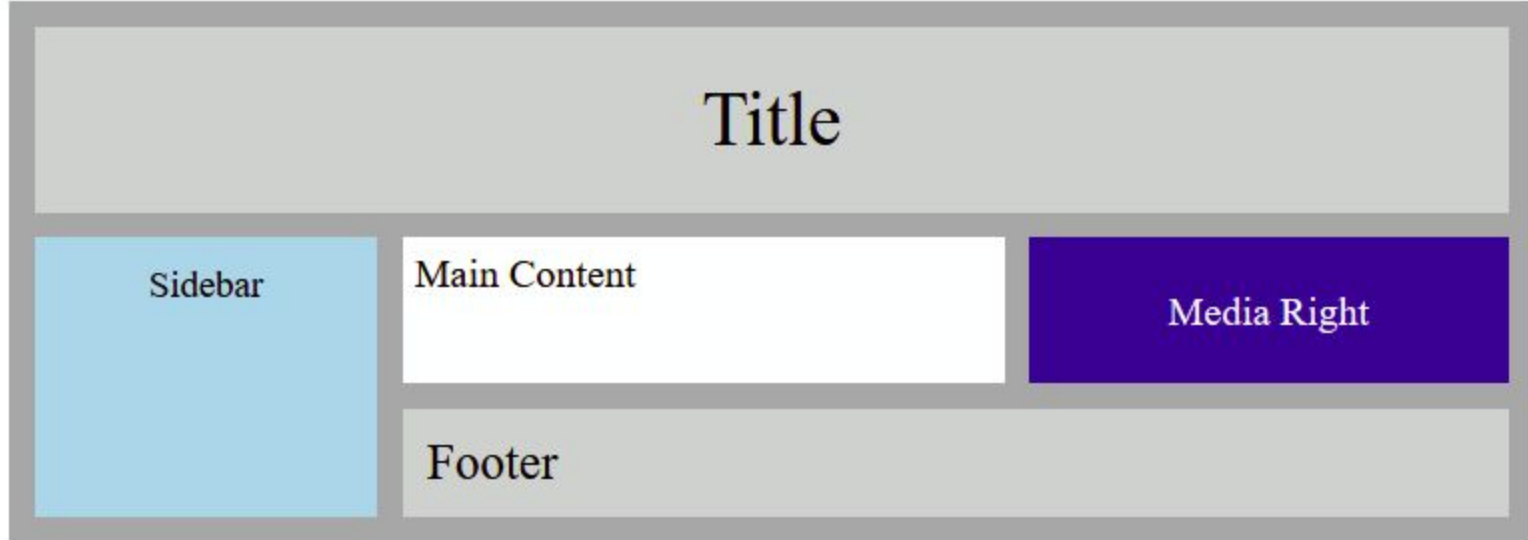 Title
Sidebar
Main Content
Media Right
Footer